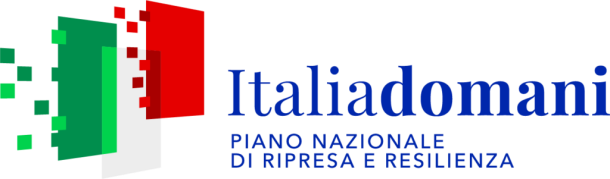 Italiadomani
PIANO NAZIONALE
DI RIPRESA E RESILIENZA